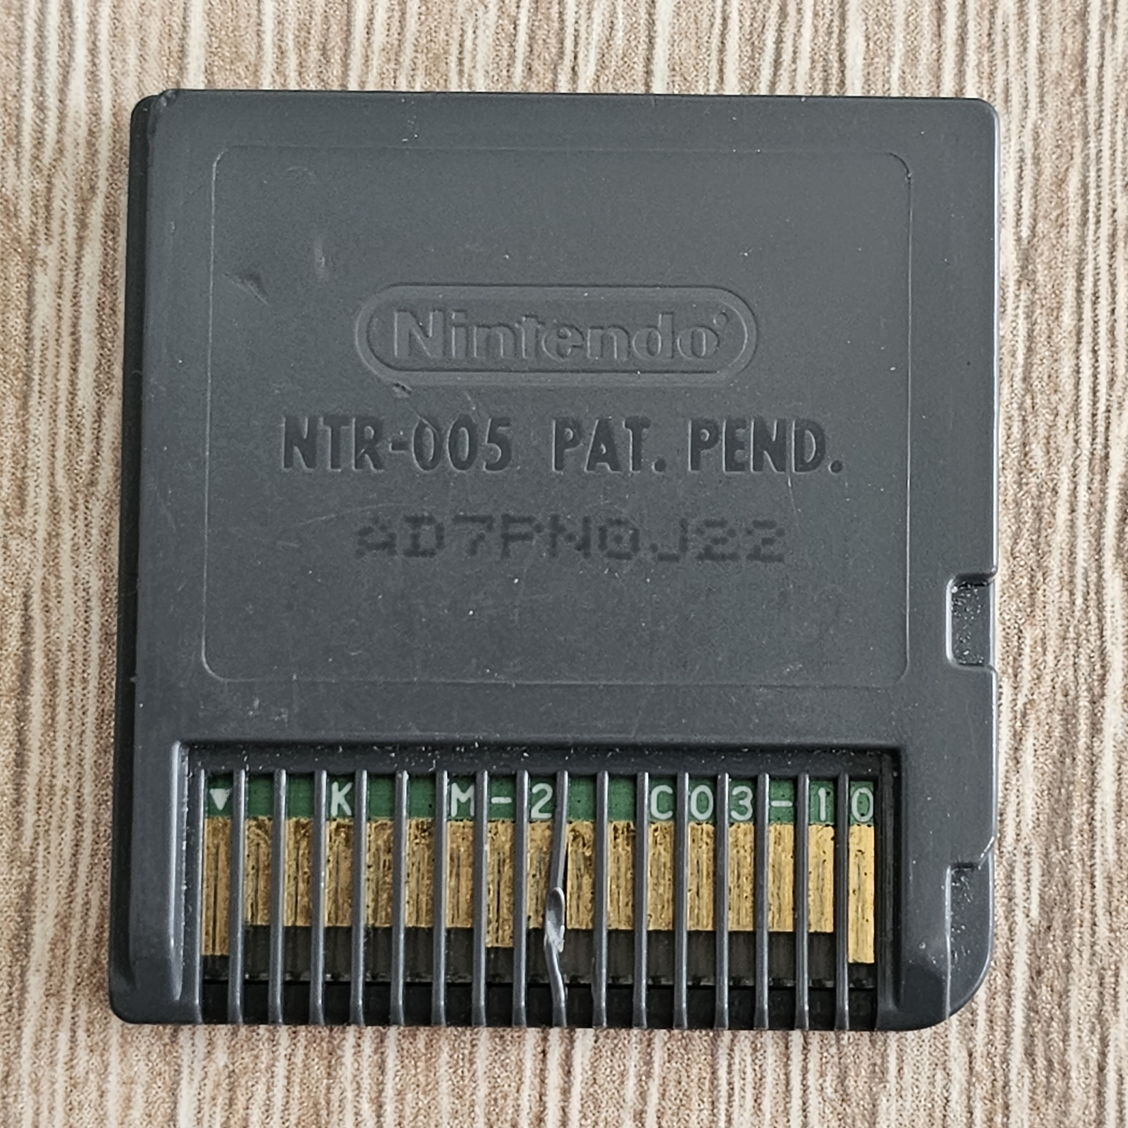 Nintendo
NTR-005 PAT. PEND.
AD7PN0J22
▼ K M-2 C03-10